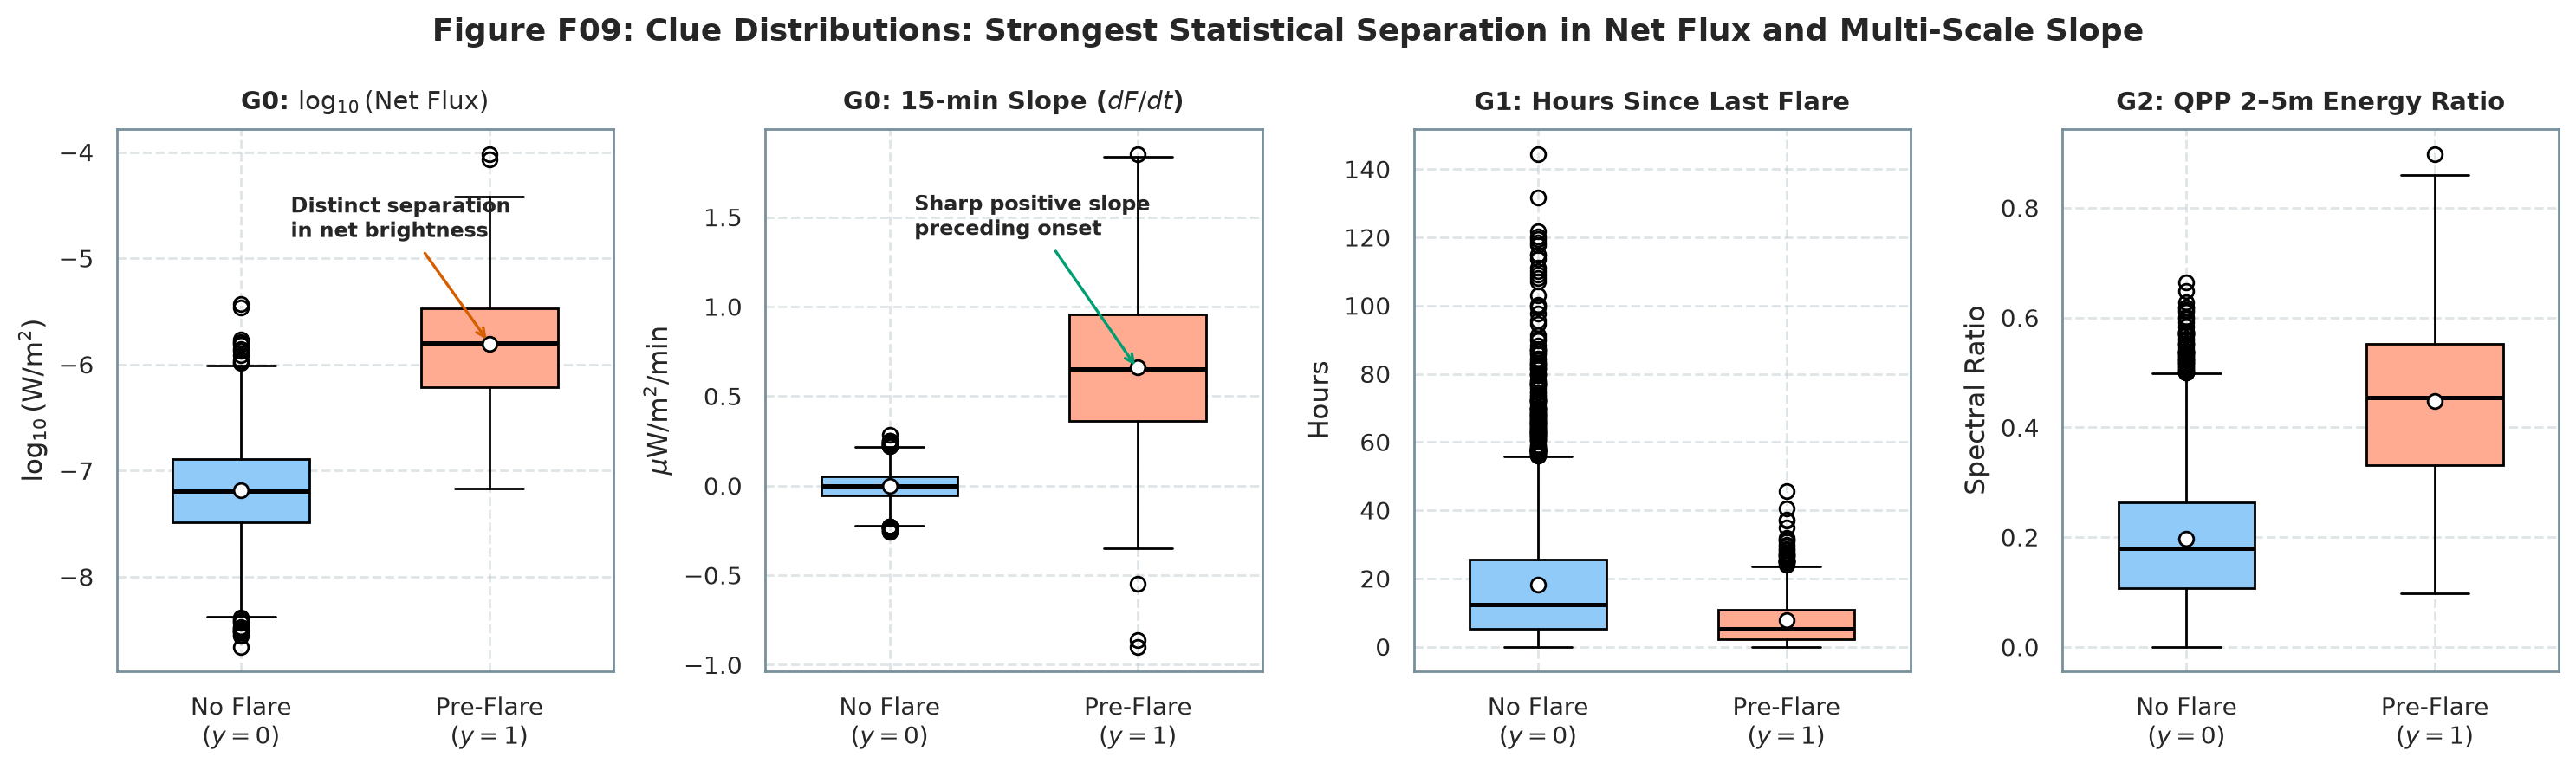 Figure F09: Clue Distributions: Strongest Statistical Separation in Net Flux and Multi-Scale Slope
G0: log₁₀(Net Flux)
−4
−5
−6
−7
−8
log₁₀(W/m²)
Distinct separation
in net brightness
No Flare
(y = 0)
Pre-Flare
(y = 1)
G0: 15-min Slope (dF/dt)
1.5
1.0
0.5
0.0
−0.5
−1.0
μW/m²/min
Sharp positive slope
preceding onset
No Flare
(y = 0)
Pre-Flare
(y = 1)
G1: Hours Since Last Flare
140
120
100
80
60
40
20
0
Hours
No Flare
(y = 0)
Pre-Flare
(y = 1)
G2: QPP 2–5m Energy Ratio
0.8
0.6
0.4
0.2
0.0
Spectral Ratio
No Flare
(y = 0)
Pre-Flare
(y = 1)